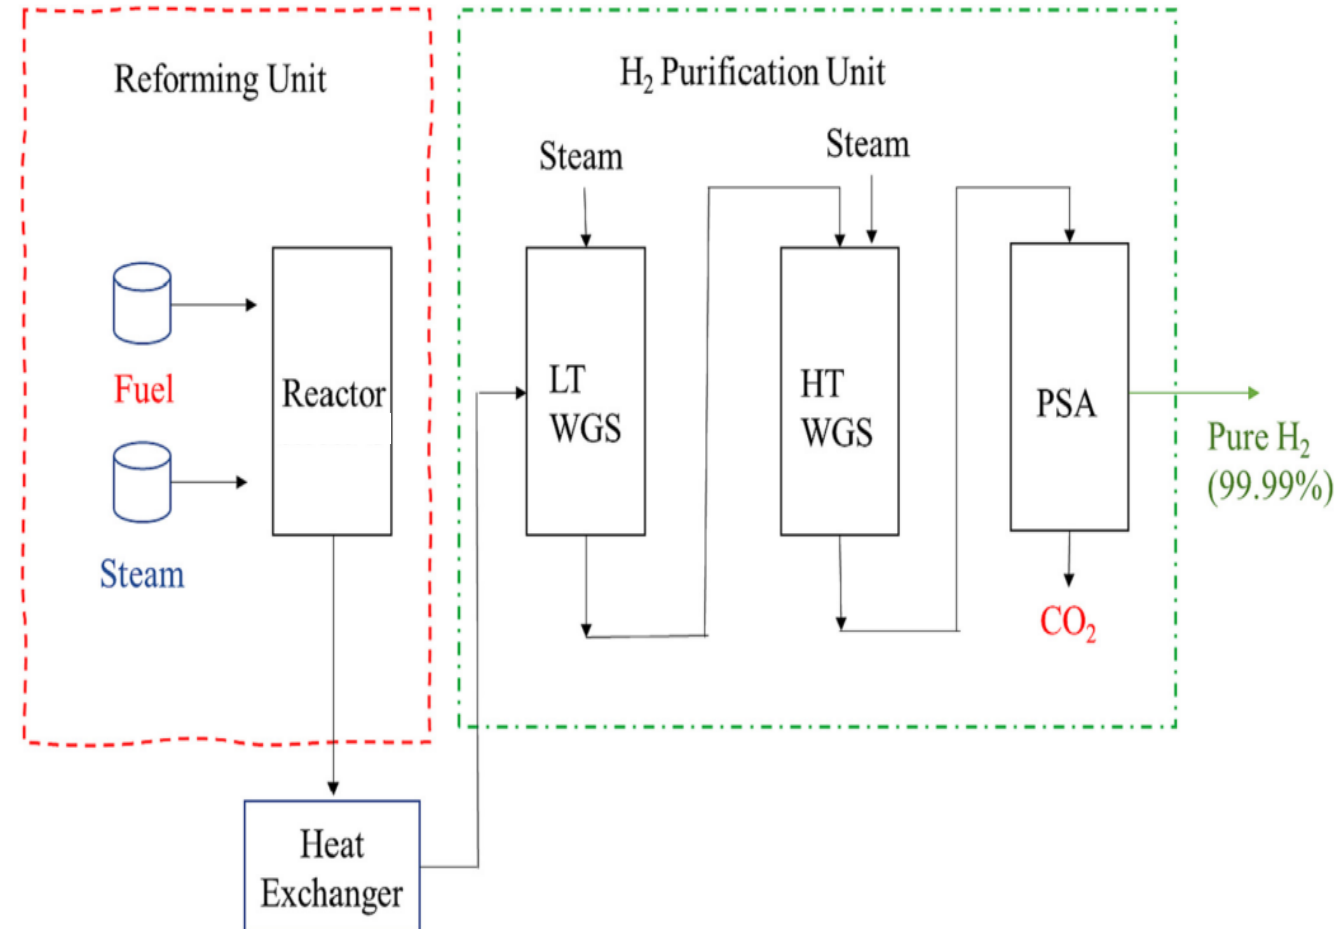 Reforming Unit
H₂ Purification Unit
Steam
Steam
Fuel
Reactor
LT
WGS
HT
WGS
PSA
Pure H₂
(99.99%)
Steam
CO₂
Heat
Exchanger